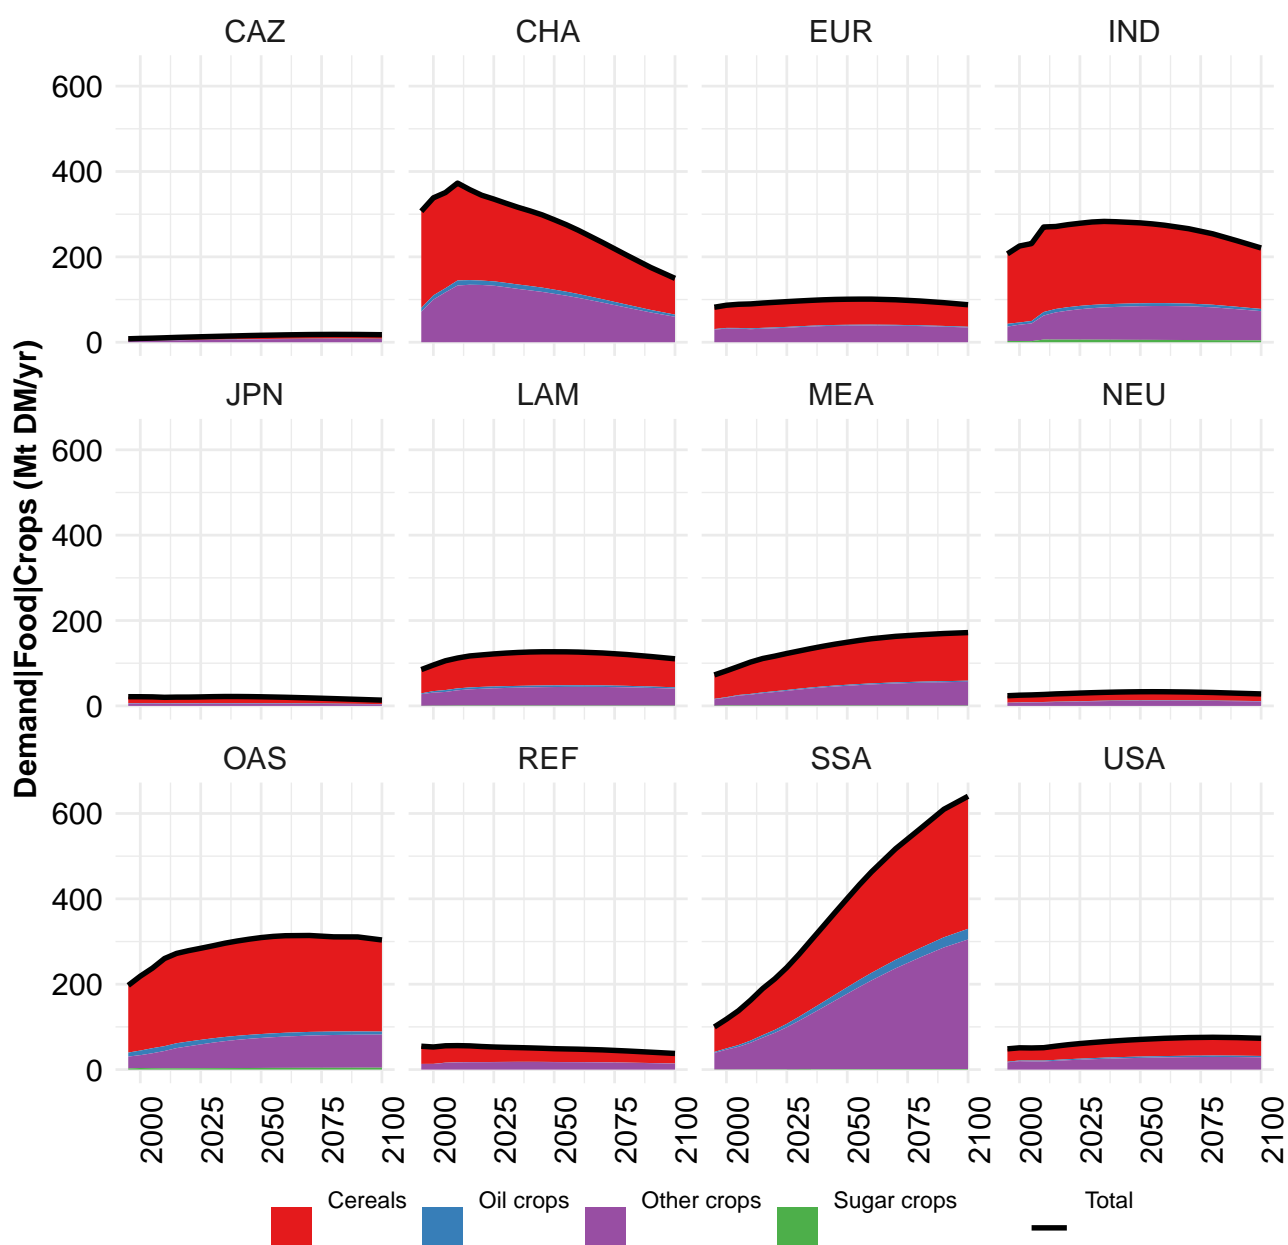 CAZ CHA EUR IND
600
400
200
0
JPN LAM MEA NEU
600
400
200
0
Demand|Food|Crops (Mt DM/yr)
OAS REF SSA USA
600
400
200
0
2000 2025 2050 2075 2100 2000 2025 2050 2075 2100 2000 2025 2050 2075 2100 2000 2025 2050 2075 2100
Cereals Oil crops Other crops Sugar crops Total